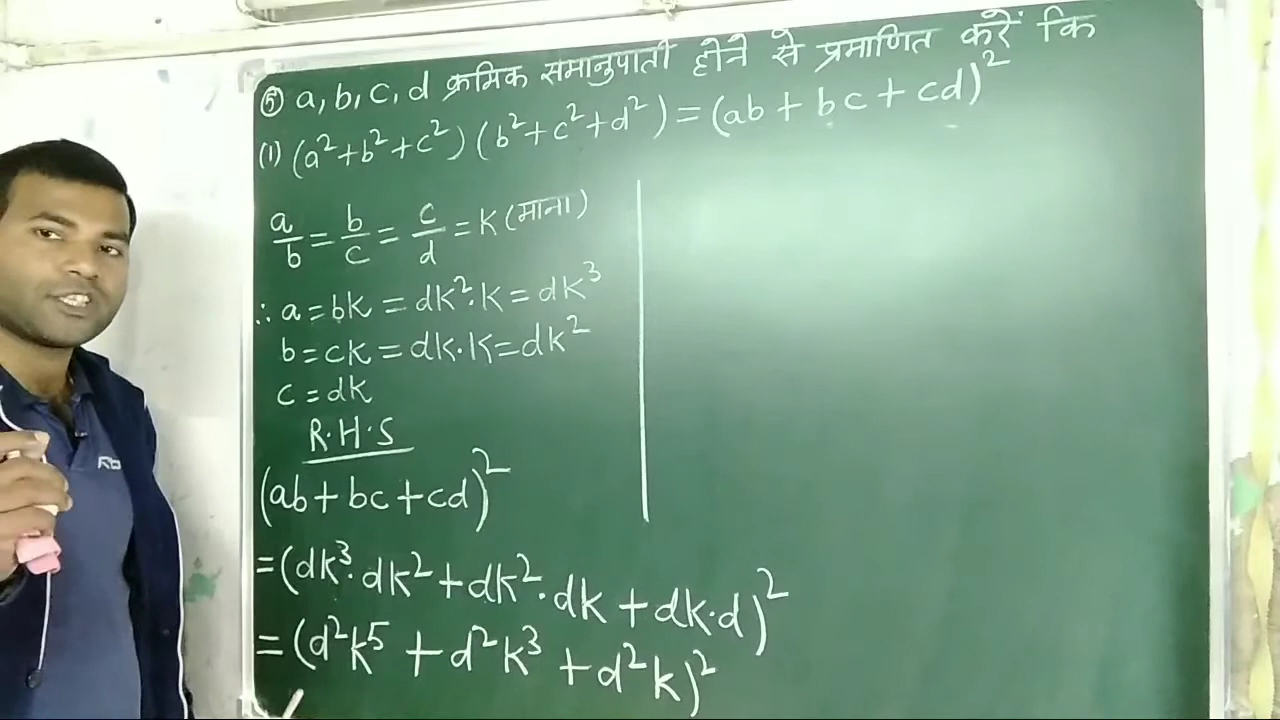 ⑤ a, b, c, d क्रमिक समानुपाती होने से प्रमाणित करें कि
(1) (a²+b²+c²) (b²+c²+d²) = (ab + bc + cd)²
a/b = b/c = c/d = K (माना)
∴ a = bk = dk².k = dk³
b = ck = dk.k = dk²
c = dk
R.H.S
(ab + bc + cd)²
= (dk³. dk² + dk². dk + dk.d)²
= (d²k⁵ + d²k³ + d²k)²